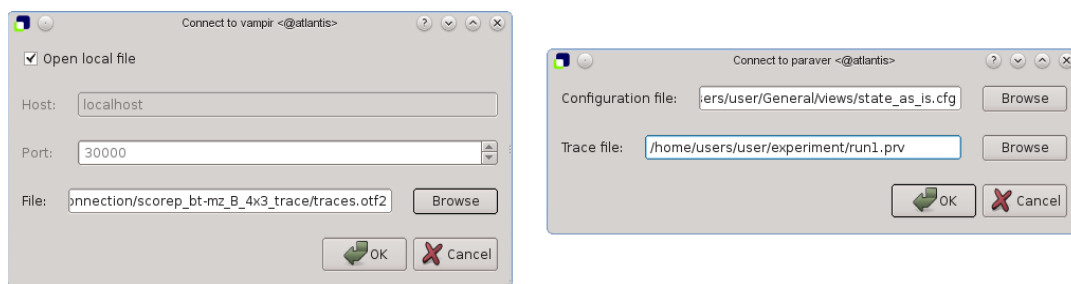 Connect to vampir <@atlantis>
Open local file
Host: localhost
Port: 30000
File: onnection/scorep_bt-mz_B_4x3_trace/traces.otf2 Browse
OK Cancel
Connect to paraver <@atlantis>
Configuration file: sers/user/General/views/state_as_is.cfg Browse
Trace file: /home/users/user/experiment/run1.prv Browse
OK Cancel